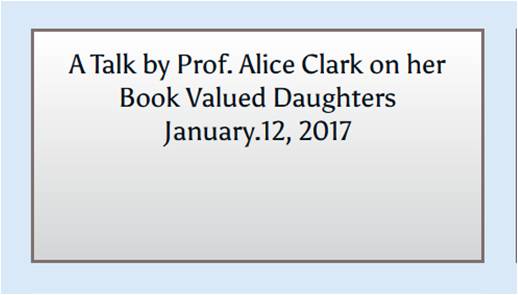 A Talk by Prof. Alice Clark on her
Book Valued Daughters
January.12, 2017